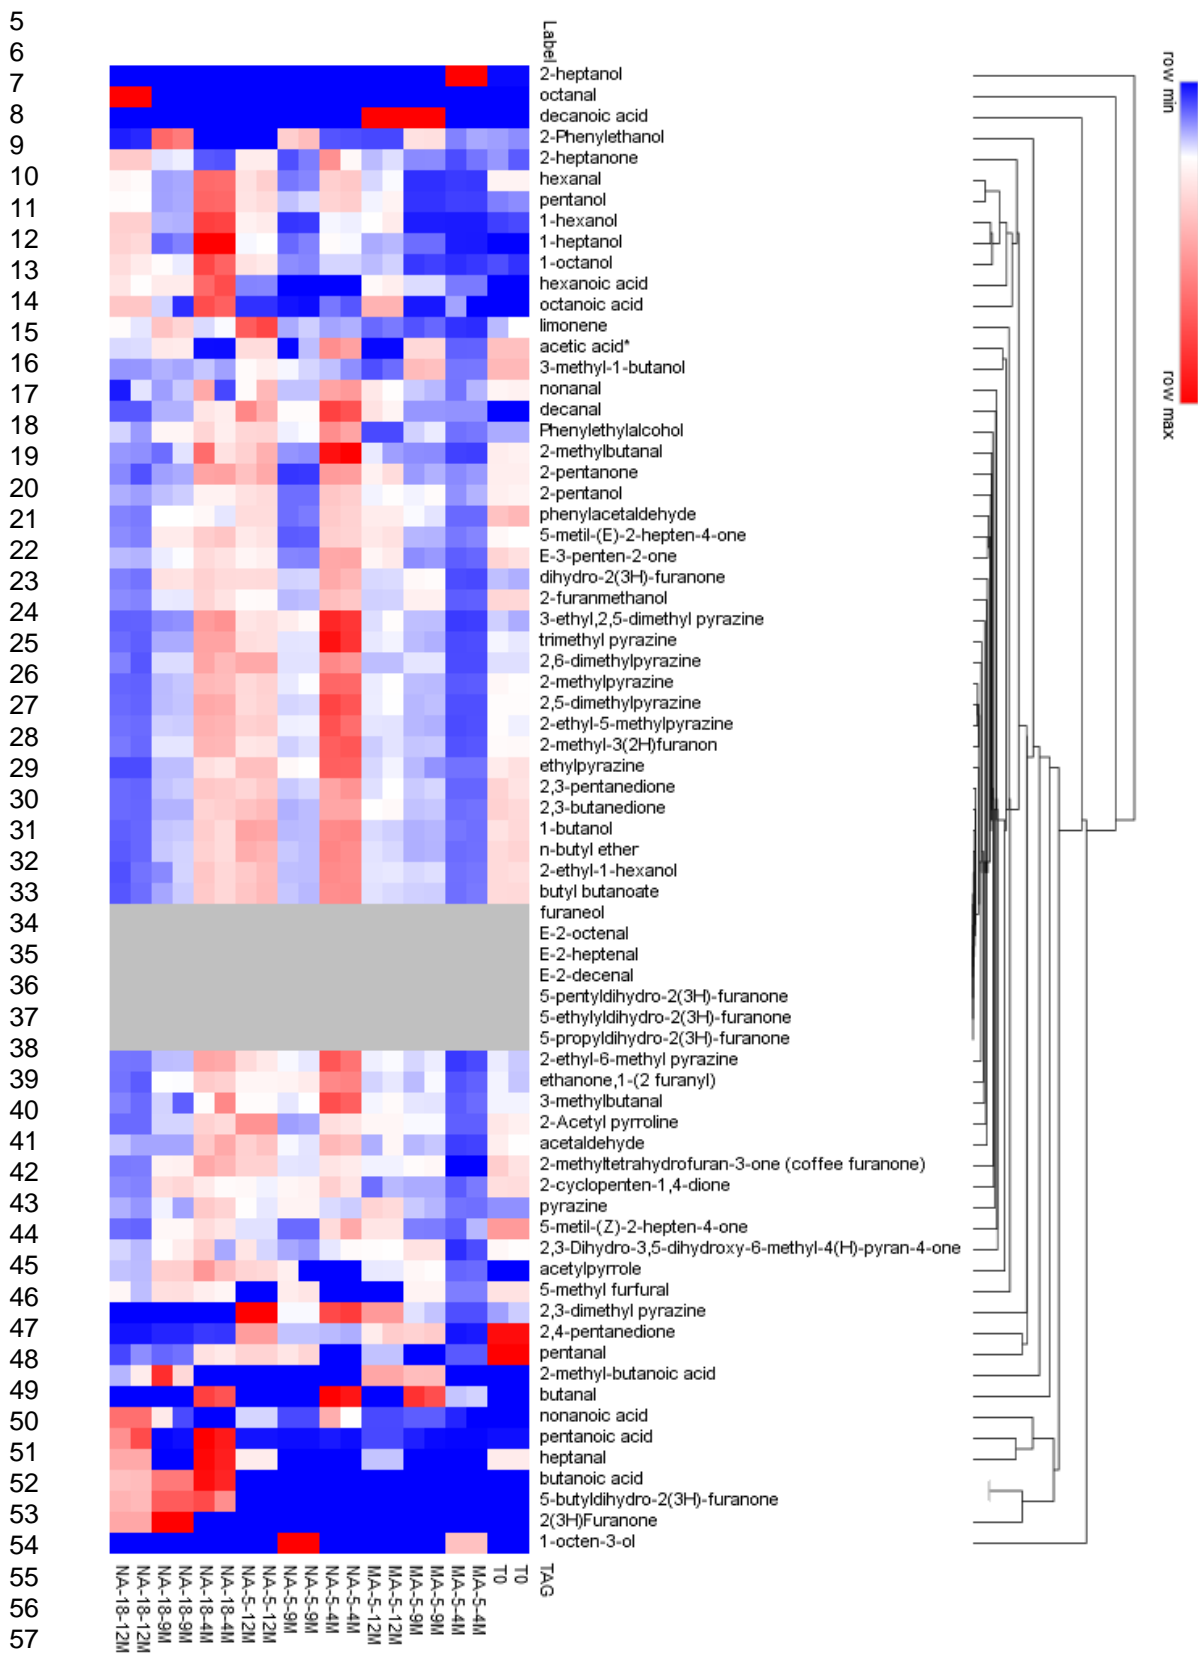 5
6
7
8
9
10
11
12
13
14
15
16
17
18
19
20
21
22
23
24
25
26
27
28
29
30
31
32
33
34
35
36
37
38
39
40
41
42
43
44
45
46
47
48
49
50
51
52
53
54
55
56
57
Label
2-heptanol
octanal
decanoic acid
2-Phenylethanol
2-heptanone
hexanal
pentanol
1-hexanol
1-heptanol
1-octanol
hexanoic acid
octanoic acid
limonene
acetic acid*
3-methyl-1-butanol
nonanal
decanal
Phenylethylalcohol
2-methylbutanal
2-pentanone
2-pentanol
phenylacetaldehyde
5-metil-(E)-2-hepten-4-one
E-3-penten-2-one
dihydro-2(3H)-furanone
2-furanmethanol
3-ethyl,2,5-dimethyl pyrazine
trimethyl pyrazine
2,6-dimethylpyrazine
2-methylpyrazine
2,5-dimethylpyrazine
2-ethyl-5-methylpyrazine
2-methyl-3(2H)furanon
ethylpyrazine
2,3-pentanedione
2,3-butanedione
1-butanol
n-butyl ether
2-ethyl-1-hexanol
butyl butanoate
furaneol
E-2-octenal
E-2-heptenal
E-2-decenal
5-pentyldihydro-2(3H)-furanone
5-ethylyldihydro-2(3H)-furanone
5-propyldihydro-2(3H)-furanone
2-ethyl-6-methyl pyrazine
ethanone,1-(2 furanyl)
3-methylbutanal
2-Acetyl pyrroline
acetaldehyde
2-methyltetrahydrofuran-3-one (coffee furanone)
2-cyclopenten-1,4-dione
pyrazine
5-metil-(Z)-2-hepten-4-one
2,3-Dihydro-3,5-dihydroxy-6-methyl-4(H)-pyran-4-one
acetylpyrrole
5-methyl furfural
2,3-dimethyl pyrazine
2,4-pentanedione
pentanal
2-methyl-butanoic acid
butanal
nonanoic acid
pentanoic acid
heptanal
butanoic acid
5-butyldihydro-2(3H)-furanone
2(3H)Furanone
1-octen-3-ol
TAG
T0
T0
MA-5-4M
MA-5-4M
MA-5-9M
MA-5-9M
MA-5-12M
MA-5-12M
NA-5-4M
NA-5-4M
NA-5-9M
NA-5-9M
NA-5-12M
NA-5-12M
NA-18-4M
NA-18-4M
NA-18-9M
NA-18-9M
NA-18-12M
NA-18-12M
row min
row max